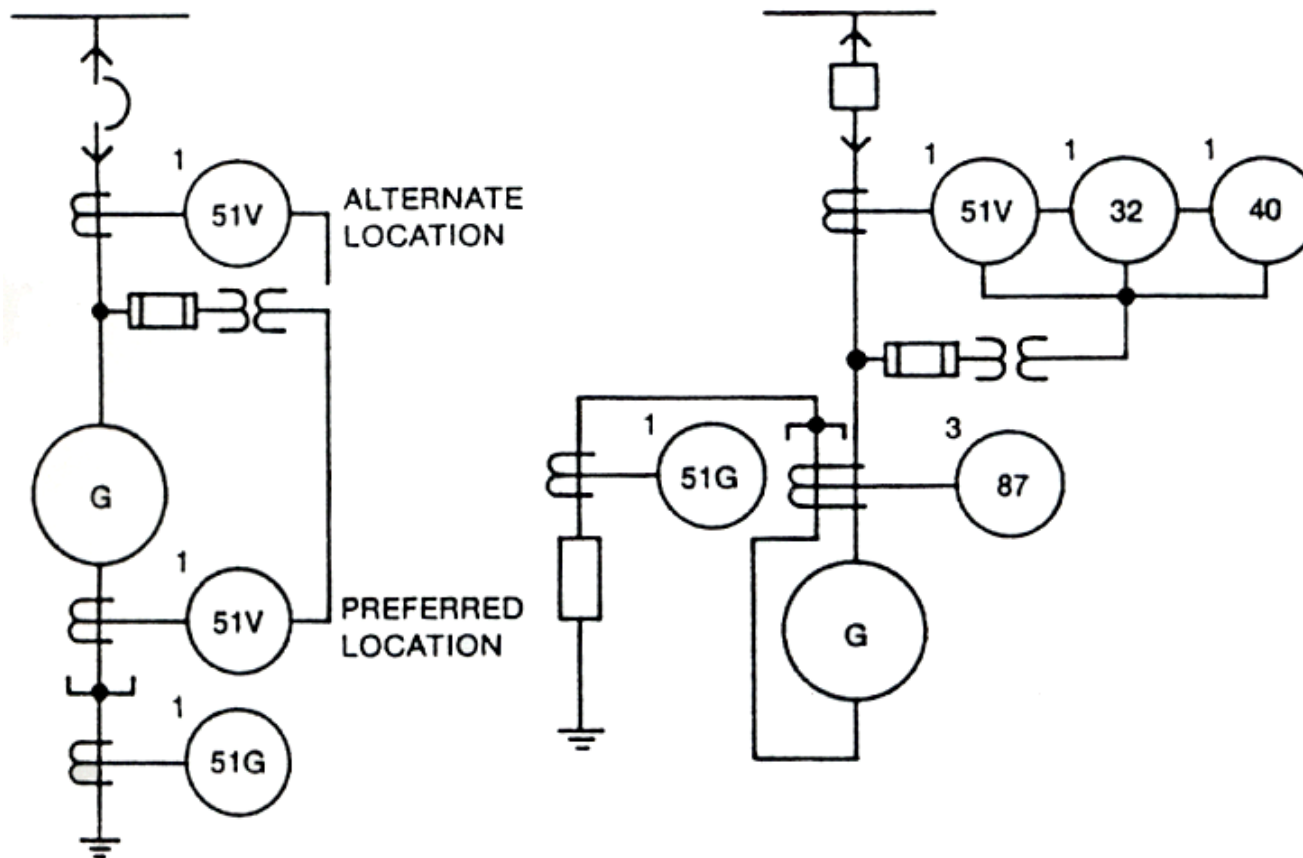 1
51V
ALTERNATE
LOCATION
G
1
51V
PREFERRED
LOCATION
1
51G
1
51V
1
32
1
40
1
51G
3
87
G